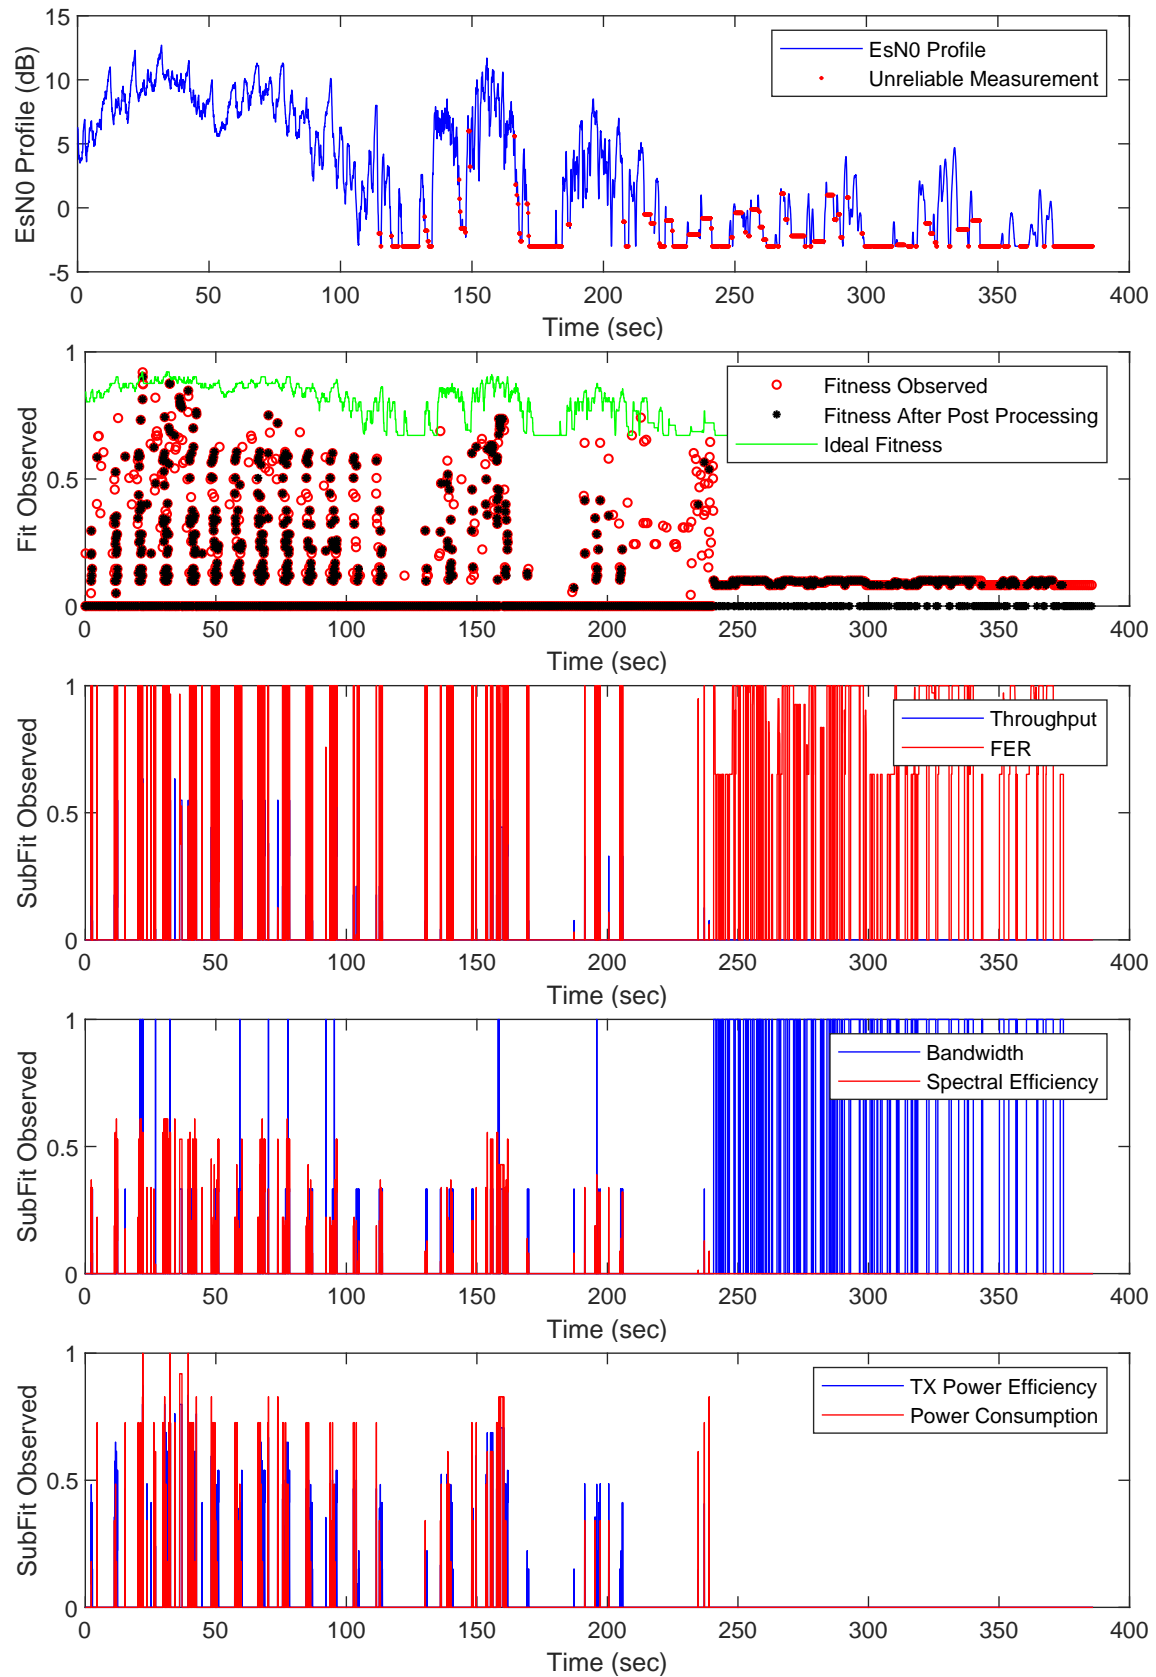 15
10
5
0
-5
EsN0 Profile (dB)
EsN0 Profile
Unreliable Measurement
0 50 100 150 200 250 300 350 400
Time (sec)
1
0.5
0
Fit Observed
Fitness Observed
Fitness After Post Processing
Ideal Fitness
0 50 100 150 200 250 300 350 400
Time (sec)
1
0.5
0
SubFit Observed
Throughput
FER
0 50 100 150 200 250 300 350 400
Time (sec)
1
0.5
0
SubFit Observed
Bandwidth
Spectral Efficiency
0 50 100 150 200 250 300 350 400
Time (sec)
1
0.5
0
SubFit Observed
TX Power Efficiency
Power Consumption
0 50 100 150 200 250 300 350 400
Time (sec)